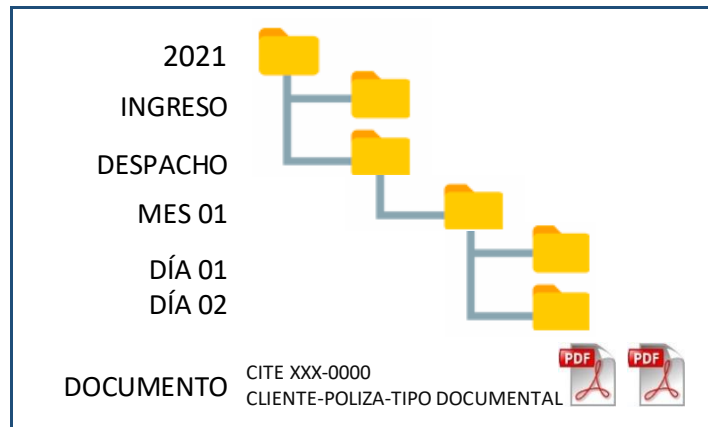 2021
INGRESO
DESPACHO
MES 01
DÍA 01
DÍA 02
DOCUMENTO
CITE XXX-0000
CLIENTE-POLIZA-TIPO DOCUMENTAL
PDF
PDF